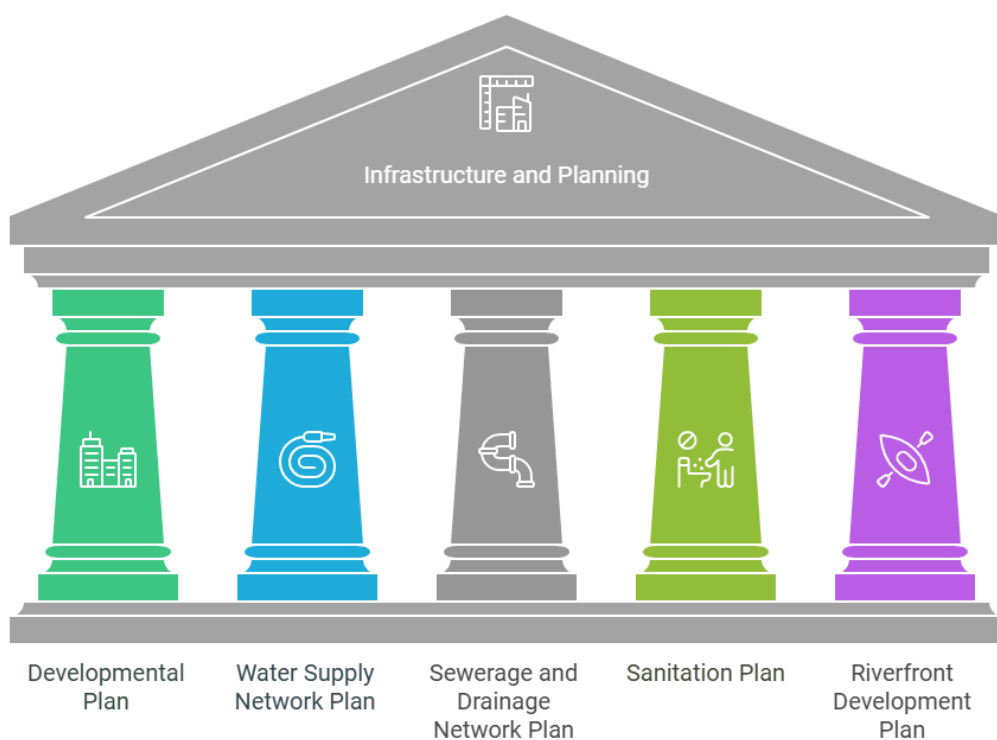 Infrastructure and Planning
Developmental
Plan
Water Supply
Network Plan
Sewerage and
Drainage
Network Plan
Sanitation Plan
Riverfront
Development
Plan